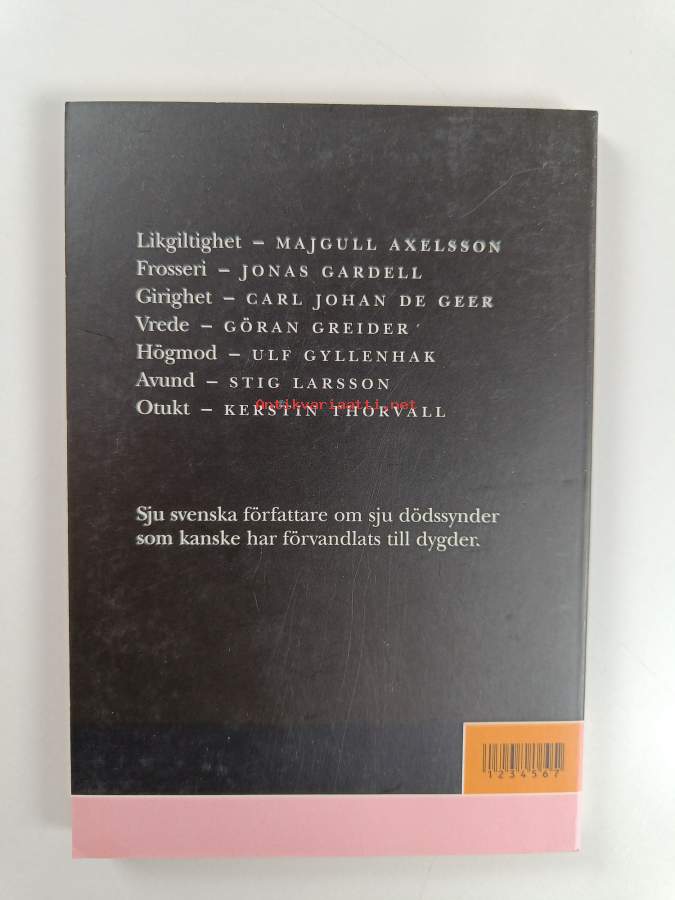 Likgiltighet – MAJGULL AXELSSON
Frosseri – JONAS GARDELL
Girighet – CARL JOHAN DE GEER
Vrede – GÖRAN GREIDER
Högmod – ULF GYLLENHAK
Avund – STIG LARSSON
Otukt – KERSTIN THORVALL
Antikvariaatti.net
Sju svenska författare om sju dödssynder
som kanske har förvandlats till dygder.
1234567